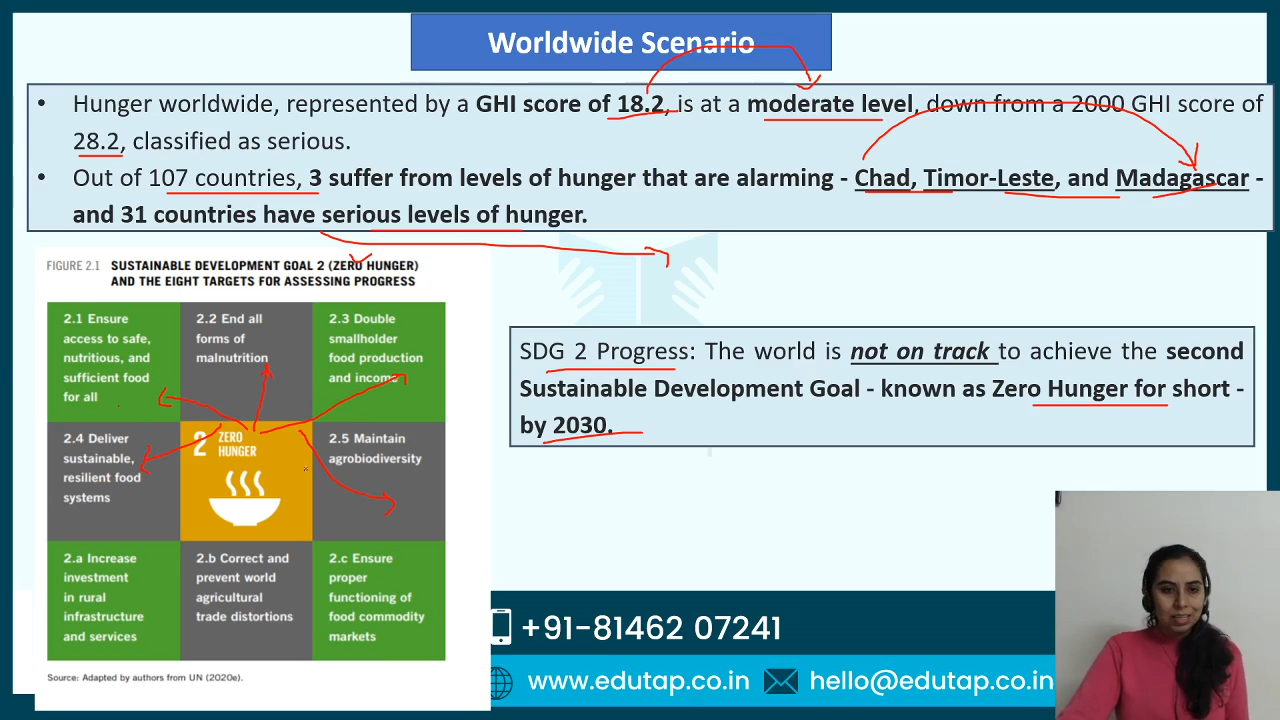 Worldwide Scenario
• Hunger worldwide, represented by a GHI score of 18.2, is at a moderate level, down from a 2000 GHI score of
28.2, classified as serious.
• Out of 107 countries, 3 suffer from levels of hunger that are alarming - Chad, Timor-Leste, and Madagascar -
and 31 countries have serious levels of hunger.
FIGURE 2.1 SUSTAINABLE DEVELOPMENT GOAL 2 (ZERO HUNGER)
AND THE EIGHT TARGETS FOR ASSESSING PROGRESS
2.1 Ensure
access to safe,
nutritious, and
sufficient food
for all
2.2 End all
forms of
malnutrition
2.3 Double
smallholder
food production
and income
2.4 Deliver
sustainable,
resilient food
systems
2 ZERO
HUNGER
2.5 Maintain
agrobiodiversity
2.a Increase
investment
in rural
infrastructure
and services
2.b Correct and
prevent world
agricultural
trade distortions
2.c Ensure
proper
functioning of
food commodity
markets
Source: Adapted by authors from UN (2020e).
SDG 2 Progress: The world is not on track to achieve the second
Sustainable Development Goal - known as Zero Hunger for short -
by 2030.
+91-81462 07241
www.edutap.co.in hello@edutap.co.in